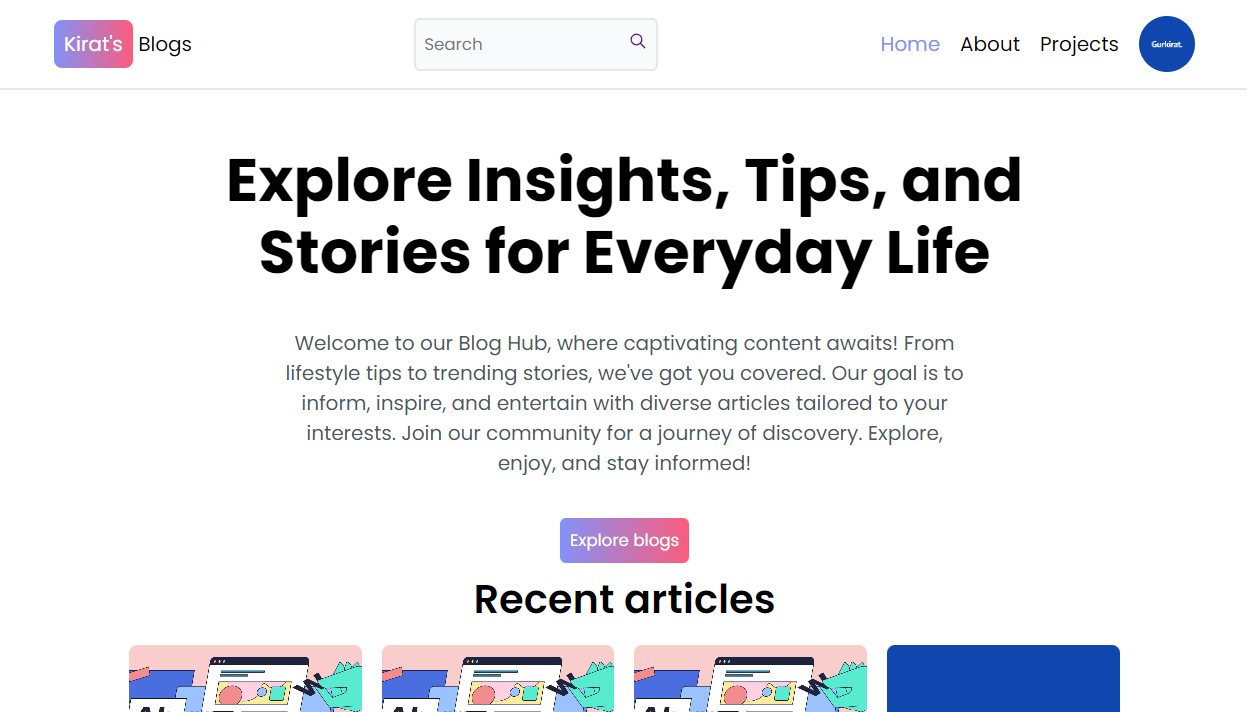 Kirat's Blogs
Search
Home About Projects
Gurkirat.
Explore Insights, Tips, and
Stories for Everyday Life
Welcome to our Blog Hub, where captivating content awaits! From
lifestyle tips to trending stories, we've got you covered. Our goal is to
inform, inspire, and entertain with diverse articles tailored to your
interests. Join our community for a journey of discovery. Explore,
enjoy, and stay informed!
Explore blogs
Recent articles